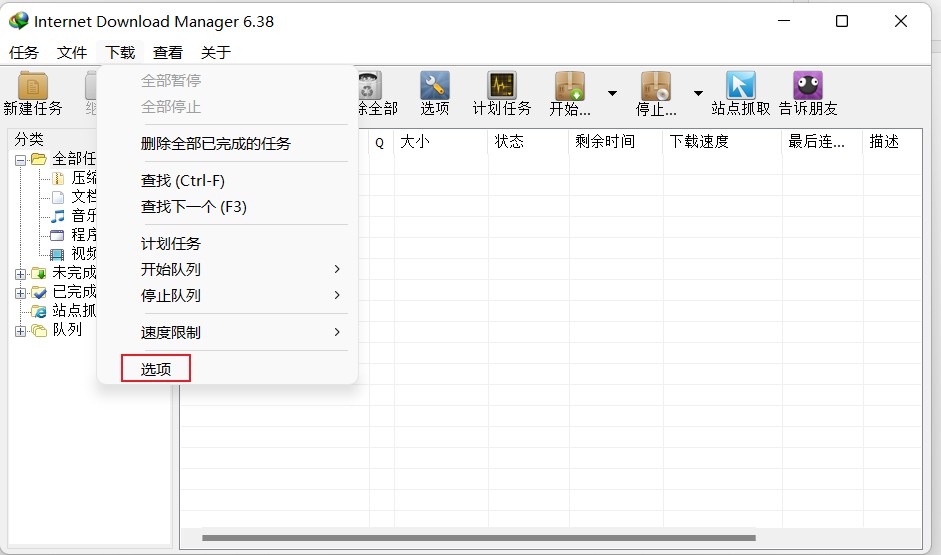 Internet Download Manager 6.38
任务 文件 下载 查看 关于
新建任务 除全部 选项 计划任务 开始... 停止... 站点抓取 告诉朋友
全部暂停
全部停止
删除全部已完成的任务
查找 (Ctrl-F)
查找下一个 (F3)
计划任务
开始队列
停止队列
速度限制
选项
分类
全部任
压缩
文档
音乐
程序
视频
未完成
已完成
站点抓
队列
Q 大小 状态 剩余时间 下载速度 最后连... 描述